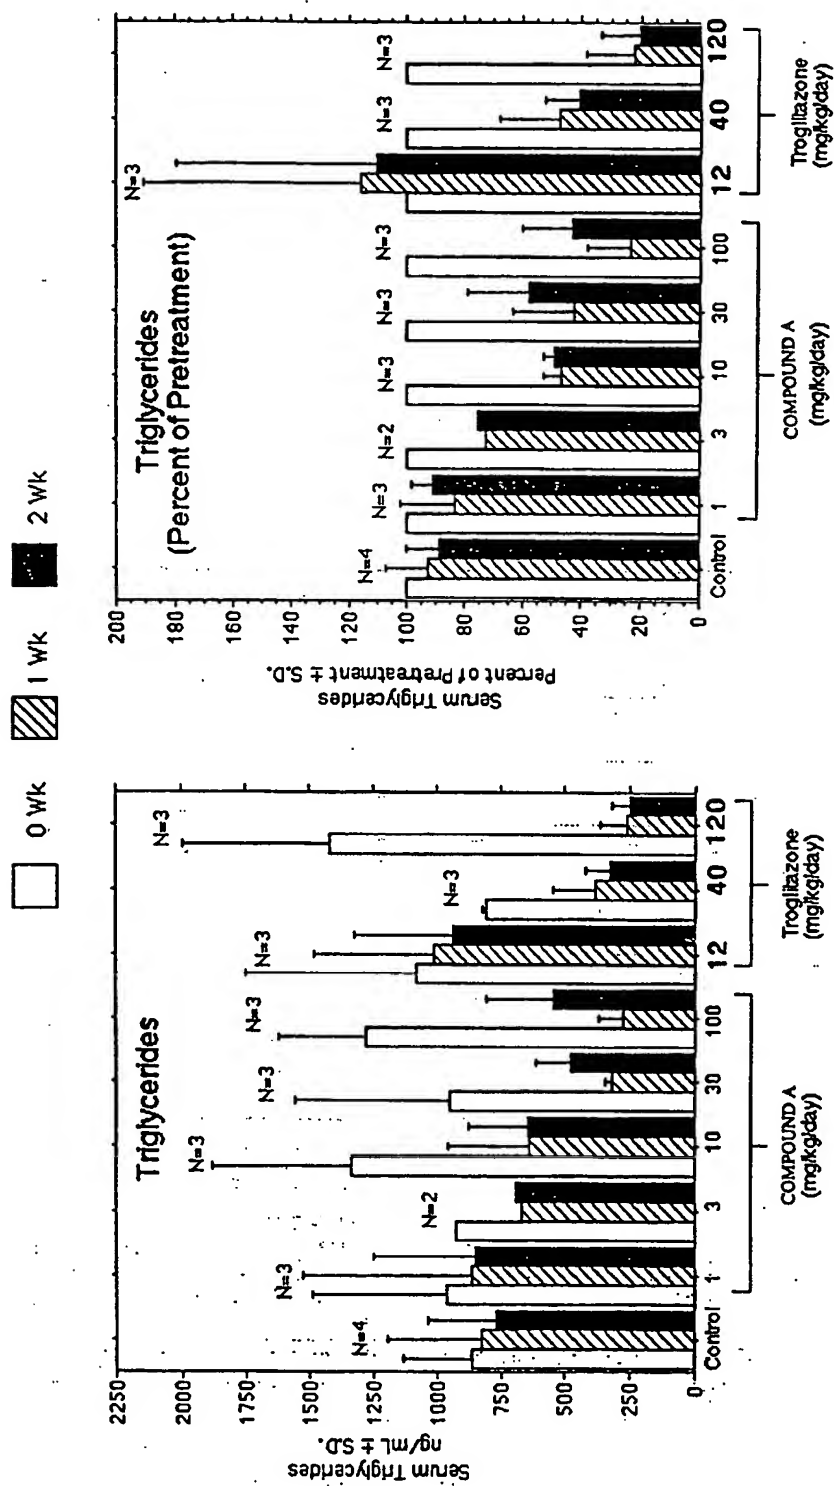 0 Wk
1 Wk
2 Wk
Triglycerides
Serum Triglycerides
ng/mL ± S.D.
2250
2000
1750
1500
1250
1000
750
500
250
0
N=4
N=3
N=2
N=3
N=3
N=3
N=3
N=3
N=3
Control
1
3
10
30
100
12
40
120
COMPOUND A
(mg/kg/day)
Troglitazone
(mg/kg/day)
Triglycerides
(Percent of Pretreatment)
Serum Triglycerides
Percent of Pretreatment ± S.D.
200
180
160
140
120
100
80
60
40
20
0
N=4
N=3
N=2
N=3
N=3
N=3
N=3
N=3
N=3
Control
1
3
10
30
100
12
40
120
COMPOUND A
(mg/kg/day)
Troglitazone
(mg/kg/day)